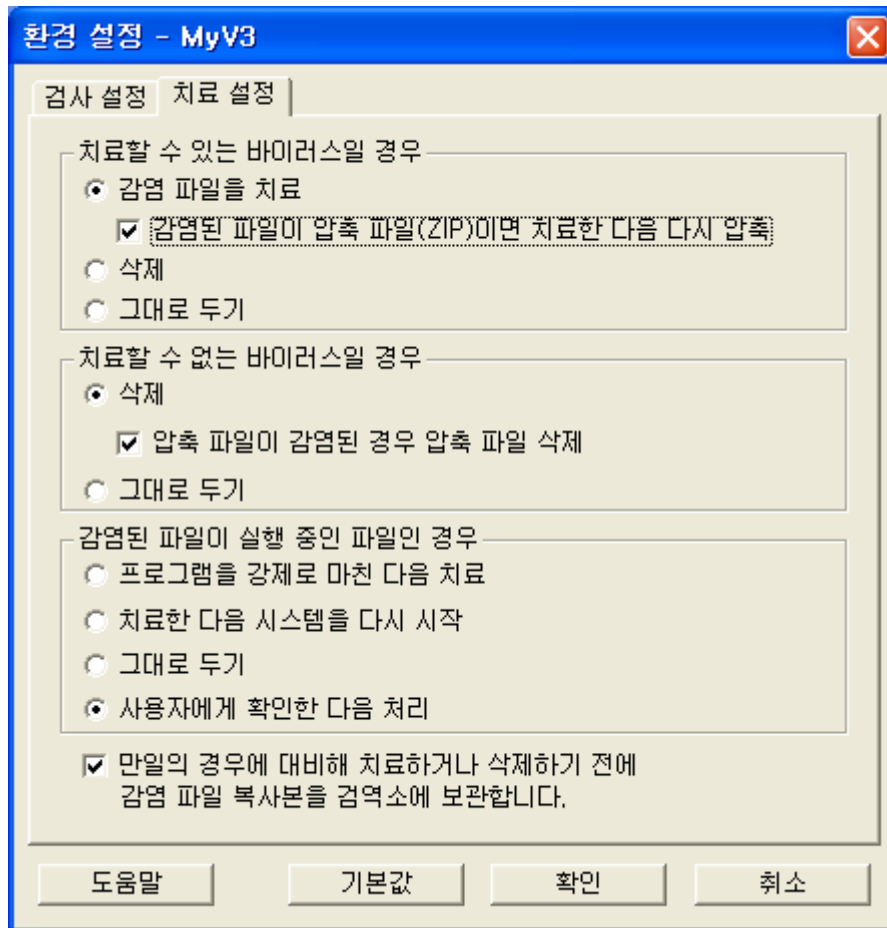 환경 설정 - MyV3
검사 설정 치료 설정
치료할 수 있는 바이러스일 경우
감염 파일을 치료
감염된 파일이 압축 파일(ZIP)이면 치료한 다음 다시 압축
삭제
그대로 두기
치료할 수 없는 바이러스일 경우
삭제
압축 파일이 감염된 경우 압축 파일 삭제
그대로 두기
감염된 파일이 실행 중인 파일인 경우
프로그램을 강제로 마친 다음 치료
치료한 다음 시스템을 다시 시작
그대로 두기
사용자에게 확인한 다음 처리
만일의 경우에 대비해 치료하거나 삭제하기 전에
감염 파일 복사본을 검역소에 보관합니다.
도움말 기본값 확인 취소